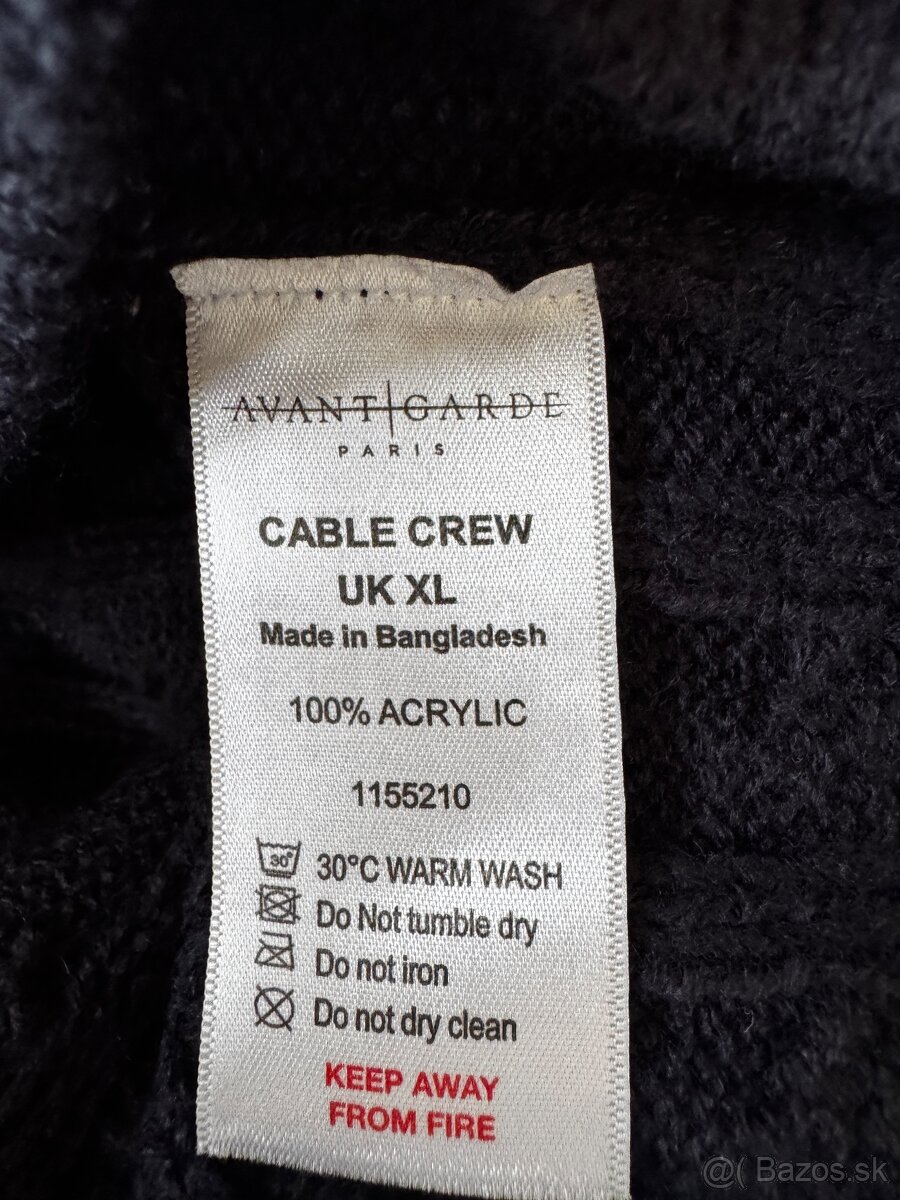 AVANT|GARDE
PARIS
CABLE CREW
UK XL
Made in Bangladesh
100% ACRYLIC
1155210
30° 30°C WARM WASH
Do Not tumble dry
Do not iron
Do not dry clean
KEEP AWAY
FROM FIRE
@( Bazos.sk